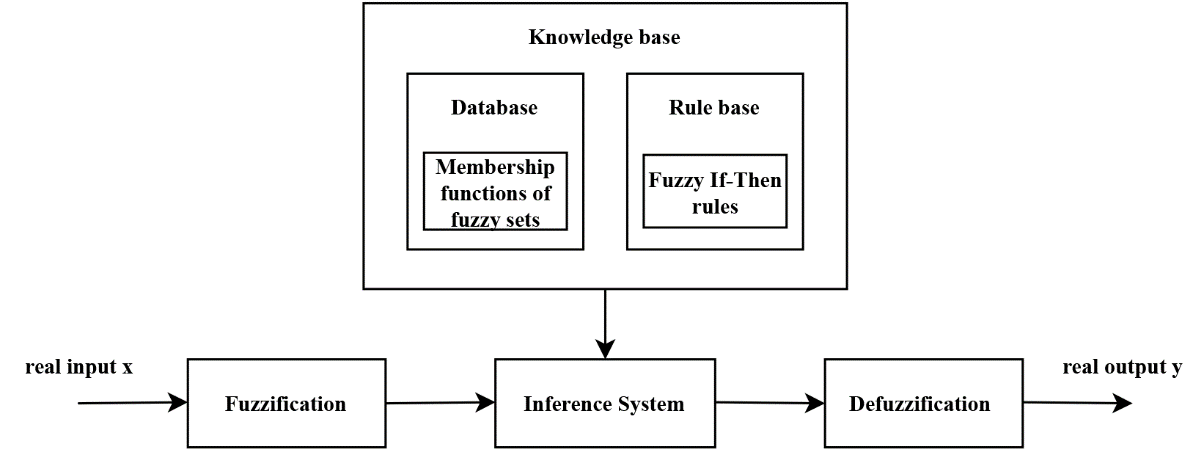 Knowledge base
Database
Rule base
Membership
functions of
fuzzy sets
Fuzzy If-Then
rules
real input x
real output y
Fuzzification
Inference System
Defuzzification